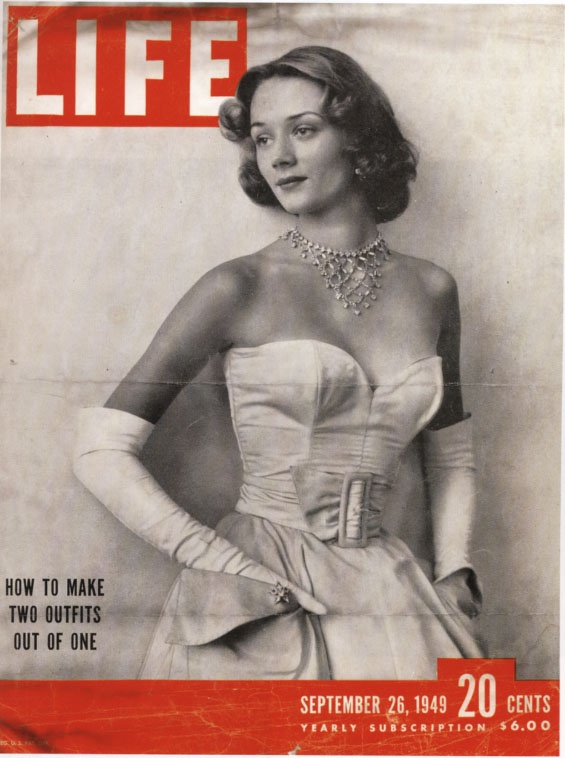 LIFE
HOW TO MAKE
TWO OUTFITS
OUT OF ONE
SEPTEMBER 26, 1949 20 CENTS
YEARLY SUBSCRIPTION $6.00